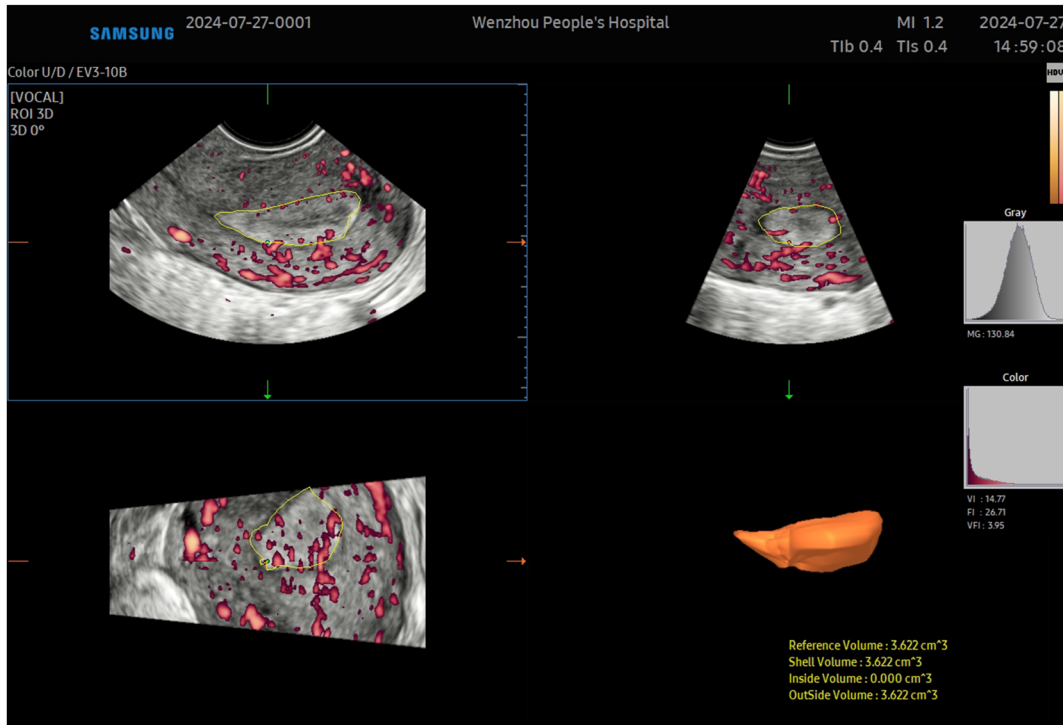 SAMSUNG
2024-07-27-0001
Wenzhou People's Hospital
MI 1.2
2024-07-27
TIb 0.4 TIs 0.4
14:59:08
Color U/D / EV3-10B
[VOCAL]
ROI 3D
3D 0°
Gray
MG : 130.84
Color
VI : 14.77
FI : 26.71
VFI : 3.95
Reference Volume : 3.622 cm^3
Shell Volume : 3.622 cm^3
Inside Volume : 0.000 cm^3
OutSide Volume : 3.622 cm^3